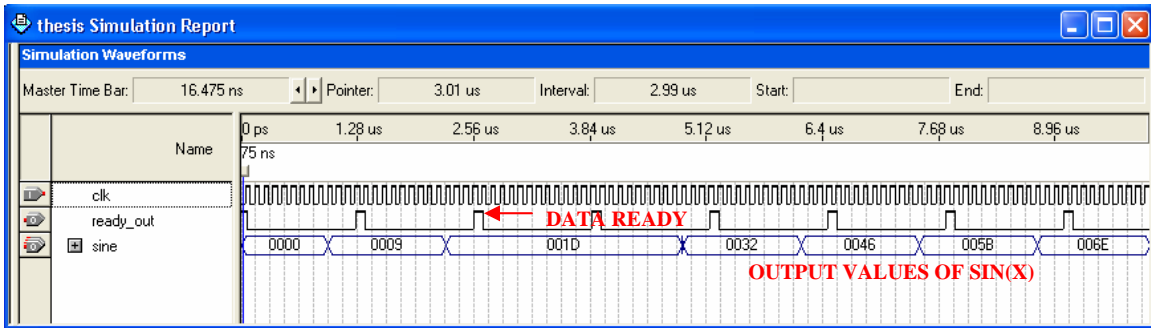 thesis Simulation Report
Simulation Waveforms
Master Time Bar: 16.475 ns Pointer: 3.01 us Interval: 2.99 us Start: End:
Name
0 ps 1.28 us 2.56 us 3.84 us 5.12 us 6.4 us 7.68 us 8.96 us
75 ns
clk
ready_out
DATA READY
sine 0000 0009 001D 0032 0046 005B 006E
OUTPUT VALUES OF SIN(X)